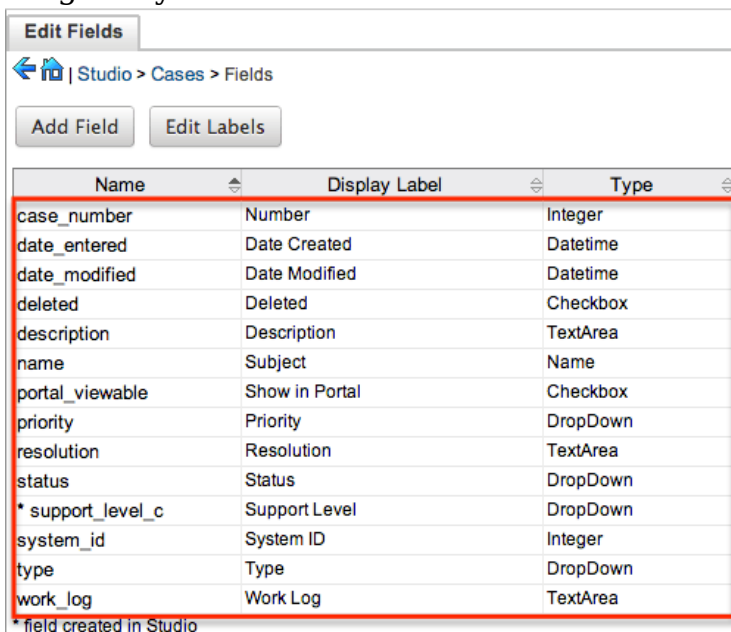 Edit Fields
| Studio > Cases > Fields
Add Field Edit Labels
Name Display Label Type
case_number Number Integer
date_entered Date Created Datetime
date_modified Date Modified Datetime
deleted Deleted Checkbox
description Description TextArea
name Subject Name
portal_viewable Show in Portal Checkbox
priority Priority DropDown
resolution Resolution TextArea
status Status DropDown
* support_level_c Support Level DropDown
system_id System ID Integer
type Type DropDown
work_log Work Log TextArea
* field created in Studio